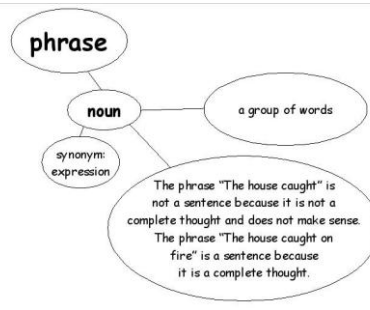 phrase
noun
a group of words
synonym:
expression
The phrase "The house caught" is
not a sentence because it is not a
complete thought and does not make sense.
The phrase "The house caught on
fire" is a sentence because
it is a complete thought.